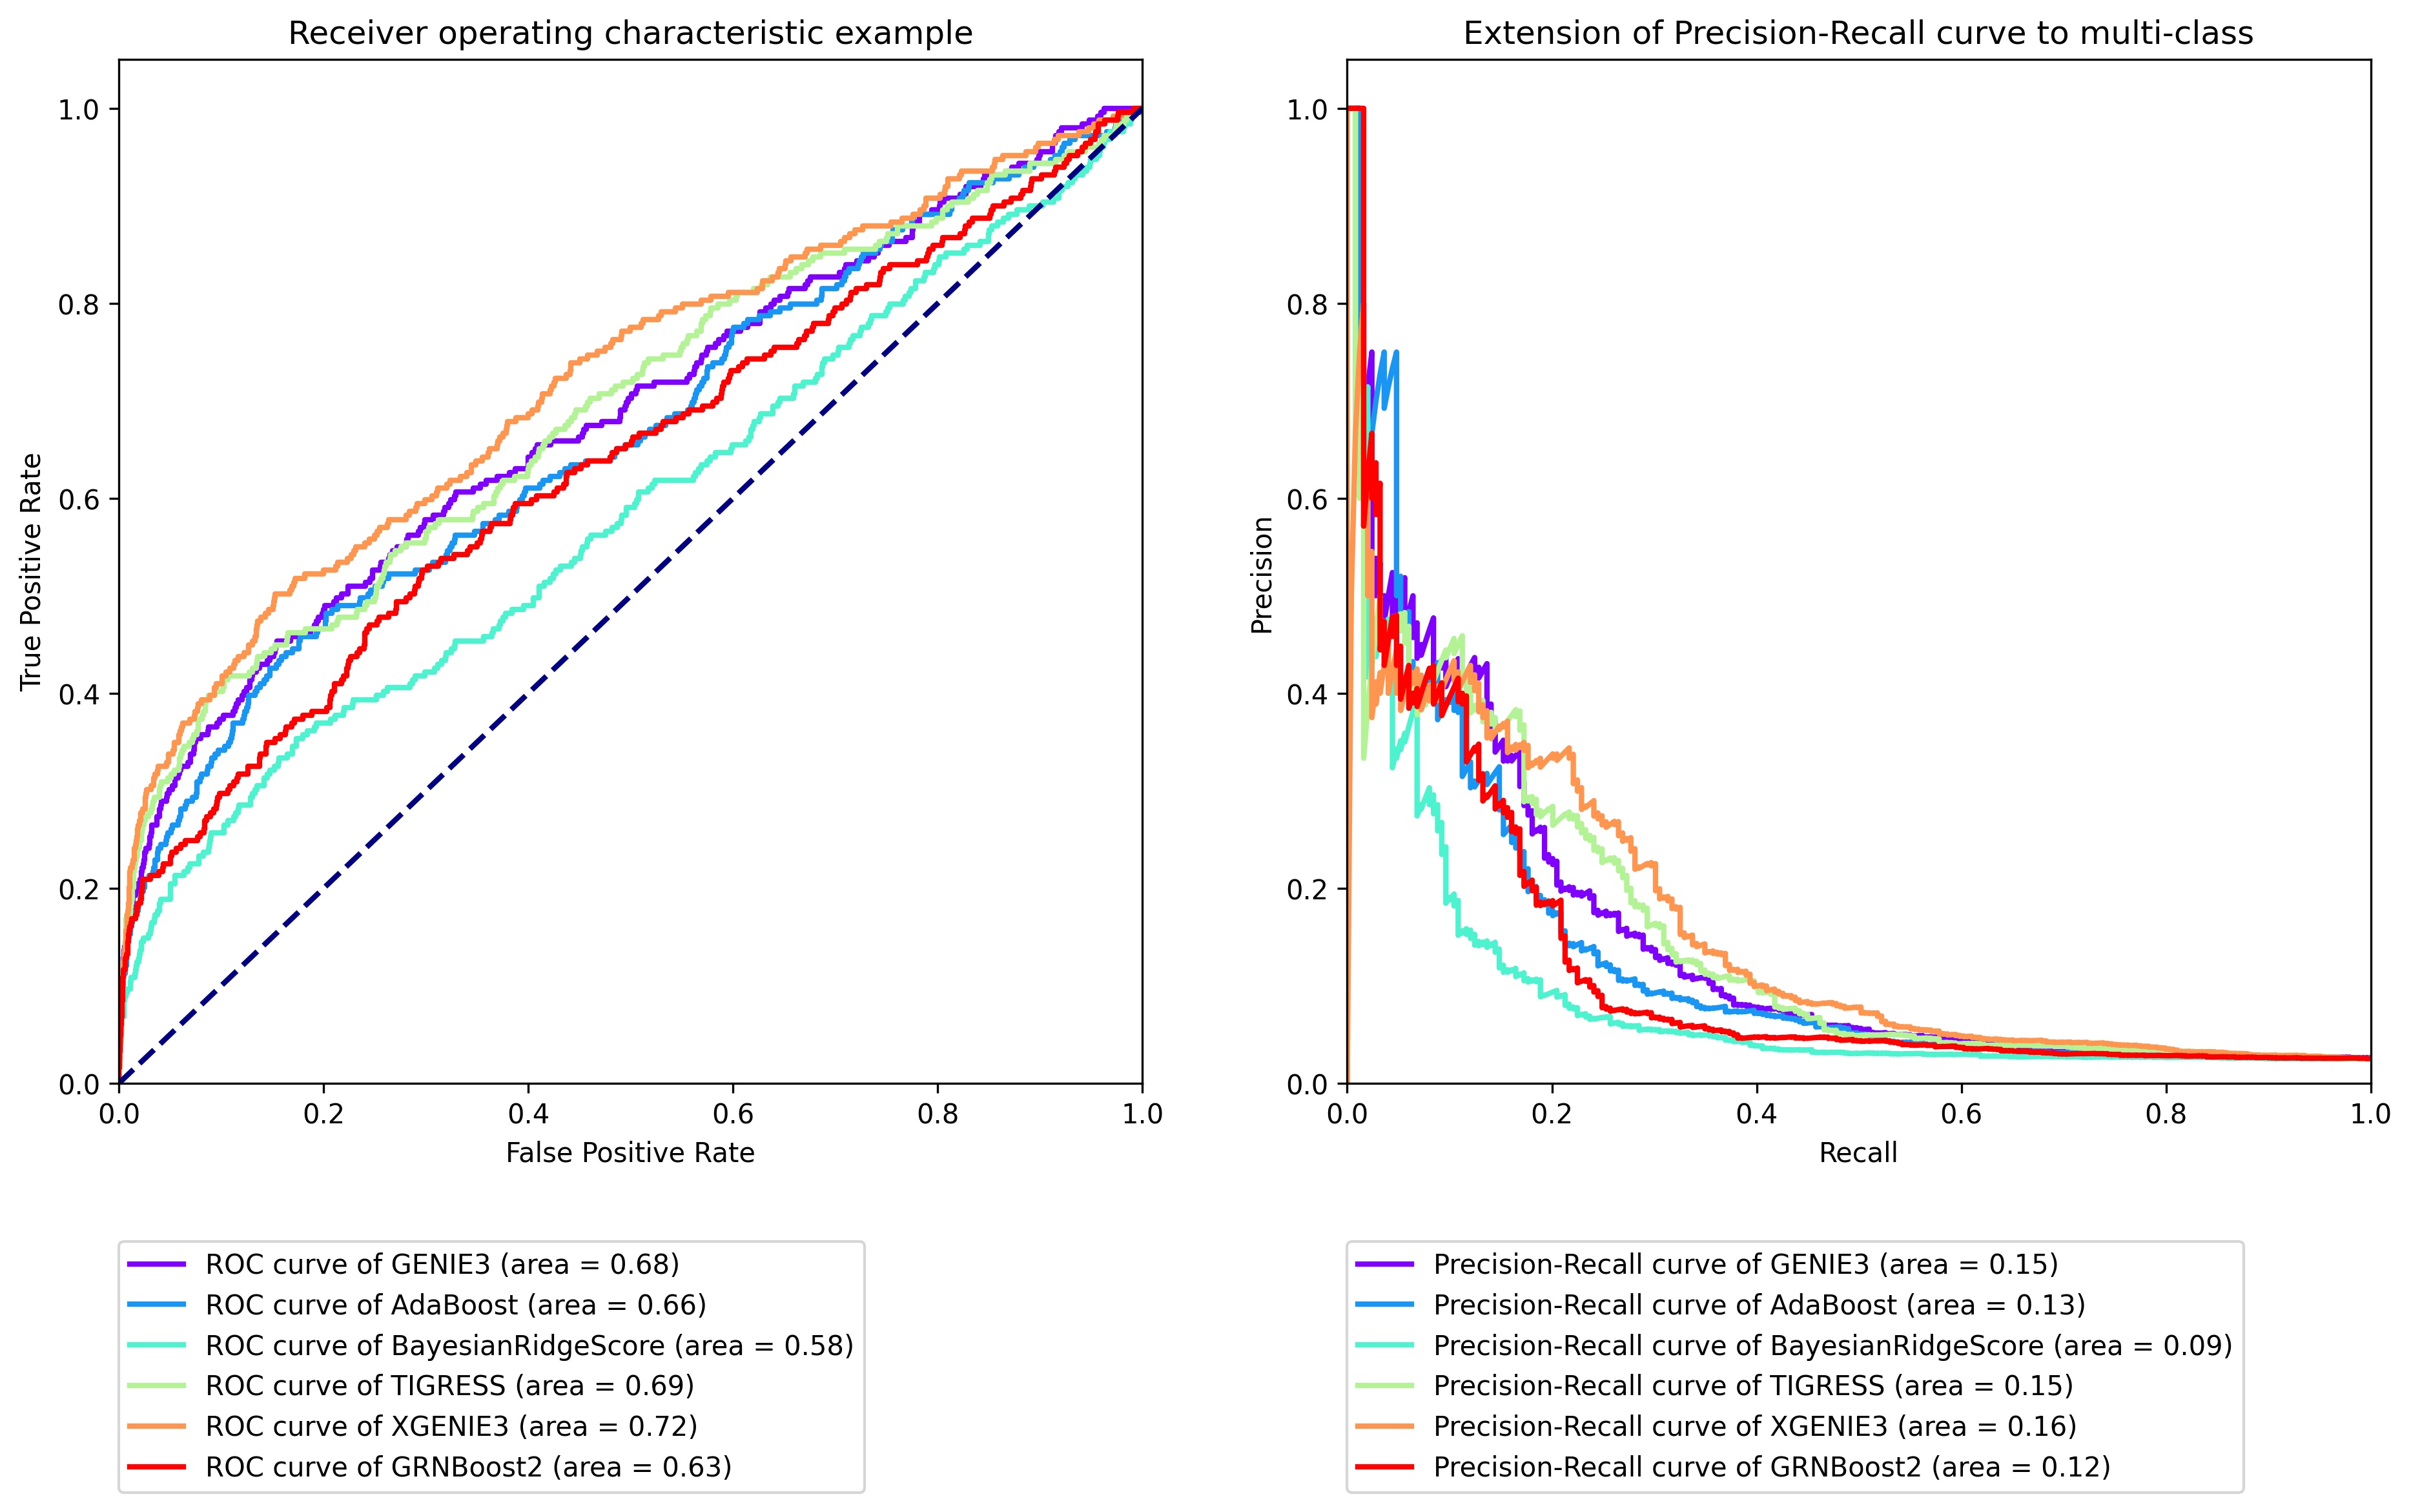 Receiver operating characteristic example
True Positive Rate
1.0
0.8
0.6
0.4
0.2
0.0
0.0 0.2 0.4 0.6 0.8 1.0
False Positive Rate
ROC curve of GENIE3 (area = 0.68)
ROC curve of AdaBoost (area = 0.66)
ROC curve of BayesianRidgeScore (area = 0.58)
ROC curve of TIGRESS (area = 0.69)
ROC curve of XGENIE3 (area = 0.72)
ROC curve of GRNBoost2 (area = 0.63)
Extension of Precision-Recall curve to multi-class
Precision
1.0
0.8
0.6
0.4
0.2
0.0
0.0 0.2 0.4 0.6 0.8 1.0
Recall
Precision-Recall curve of GENIE3 (area = 0.15)
Precision-Recall curve of AdaBoost (area = 0.13)
Precision-Recall curve of BayesianRidgeScore (area = 0.09)
Precision-Recall curve of TIGRESS (area = 0.15)
Precision-Recall curve of XGENIE3 (area = 0.16)
Precision-Recall curve of GRNBoost2 (area = 0.12)